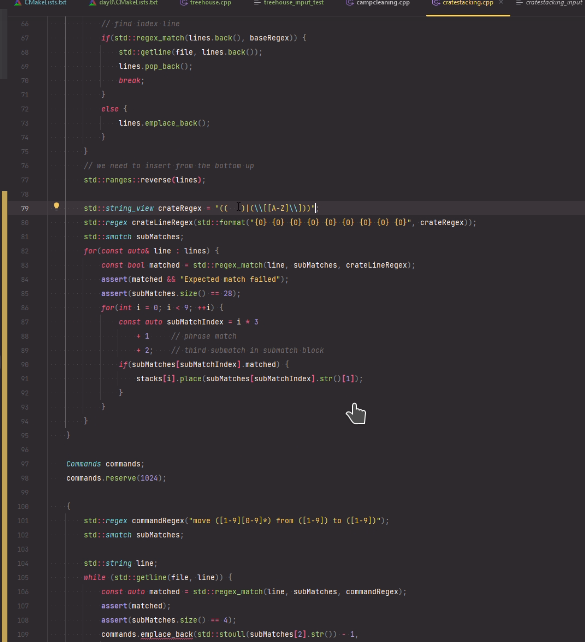 CMakeLists.txt dayII\CMakeLists.txt treehouse.cpp treehouse_input_test campcleaning.cpp cratestacking.cpp × cratestacking_input
66 // find index line
67 if(std::regex_match(lines.back(), baseRegex)) {
68 std::getline(file, lines.back());
69 lines.pop_back();
70 break;
71 }
72 else {
73 lines.emplace_back();
74 }
75 }
76 // we need to insert from the bottom up
77 std::ranges::reverse(lines);
78
79 std::string_view crateRegex = "((   )|(\\[[A-Z]\\]))";
80 std::regex crateLineRegex(std::format("{0} {0} {0} {0} {0} {0} {0} {0} {0}", crateRegex));
81 std::smatch subMatches;
82 for(const auto& line : lines) {
83 const bool matched = std::regex_match(line, subMatches, crateLineRegex);
84 assert(matched && "Expected match failed");
85 assert(subMatches.size() == 28);
86 for(int i = 0; i < 9; ++i) {
87 const auto subMatchIndex = i * 3
88 + 1 // phrase match
89 + 2; // third submatch in submatch block
90 if(subMatches[subMatchIndex].matched) {
91 stacks[i].place(subMatches[subMatchIndex].str()[1]);
92 }
93 }
94 }
95 }
96
97 Commands commands;
98 commands.reserve(1024);
99
100 {
101 std::regex commandRegex("move ([1-9][0-9]*) from ([1-9]) to ([1-9])");
102 std::smatch subMatches;
103
104 std::string line;
105 while (std::getline(file, line)) {
106 const auto matched = std::regex_match(line, subMatches, commandRegex);
107 assert(matched);
108 assert(subMatches.size() == 4);
109 commands.emplace_back(std::stoull(subMatches[2].str()) - 1,